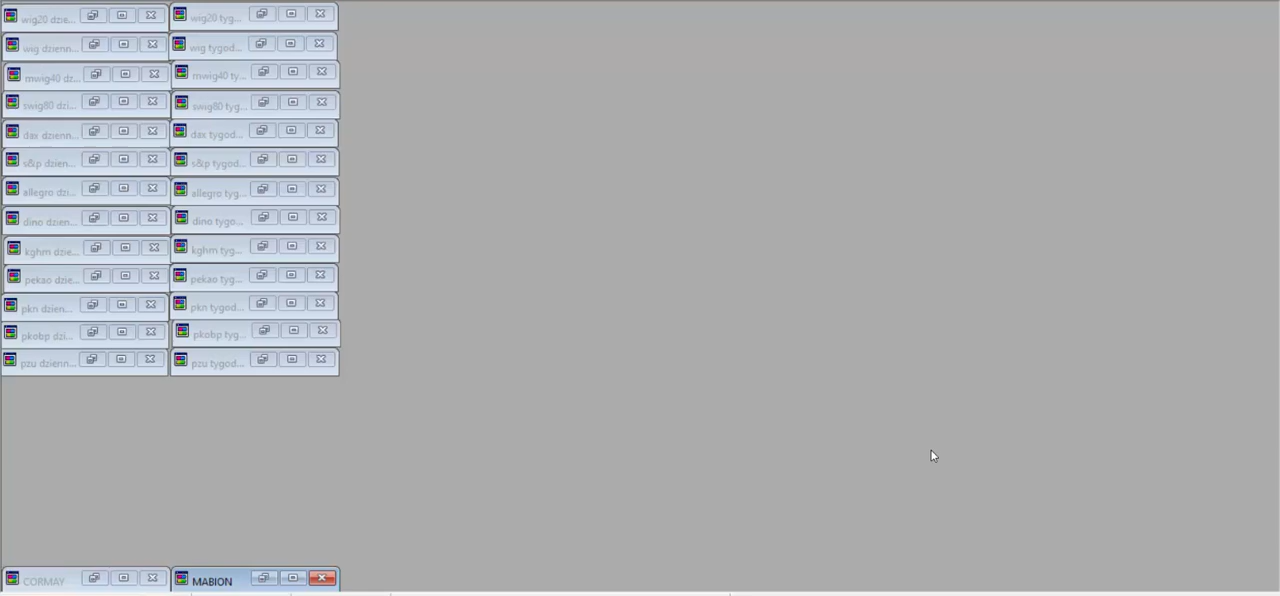 wig20 dzie... wig20 tyg...
wig dzienn... wig tygod...
mwig40 dz... mwig40 ty...
swig80 dzi... swig80 tyg...
dax dzienn... dax tygod...
s&p dzien... s&p tygod...
allegro dzi... allegro tyg...
dino dzien... dino tygo...
kghm dzie... kghm tyg...
pekao dzie... pekao tyg...
pkn dzien... pkn tygod...
pkobp dzi... pkobp tyg...
pzu dzienn... pzu tygod...
CORMAY MABION